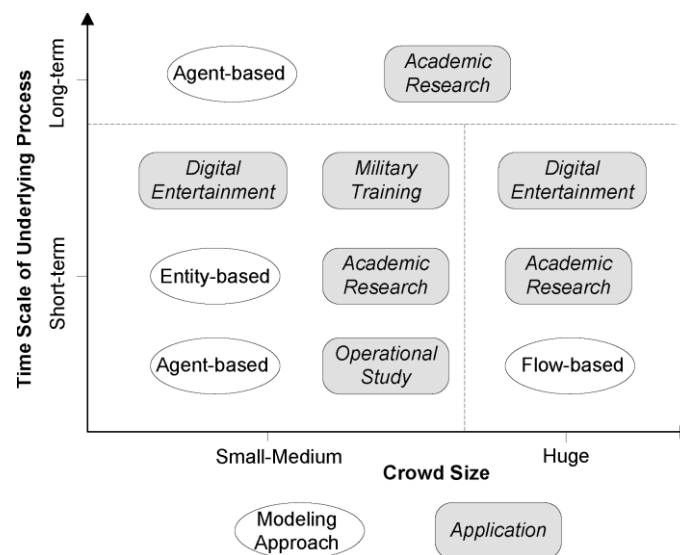 Time Scale of Underlying Process
Long-term
Short-term
Agent-based
Academic
Research
Digital
Entertainment
Military
Training
Digital
Entertainment
Entity-based
Academic
Research
Academic
Research
Agent-based
Operational
Study
Flow-based
Small-Medium
Huge
Crowd Size
Modeling
Approach
Application